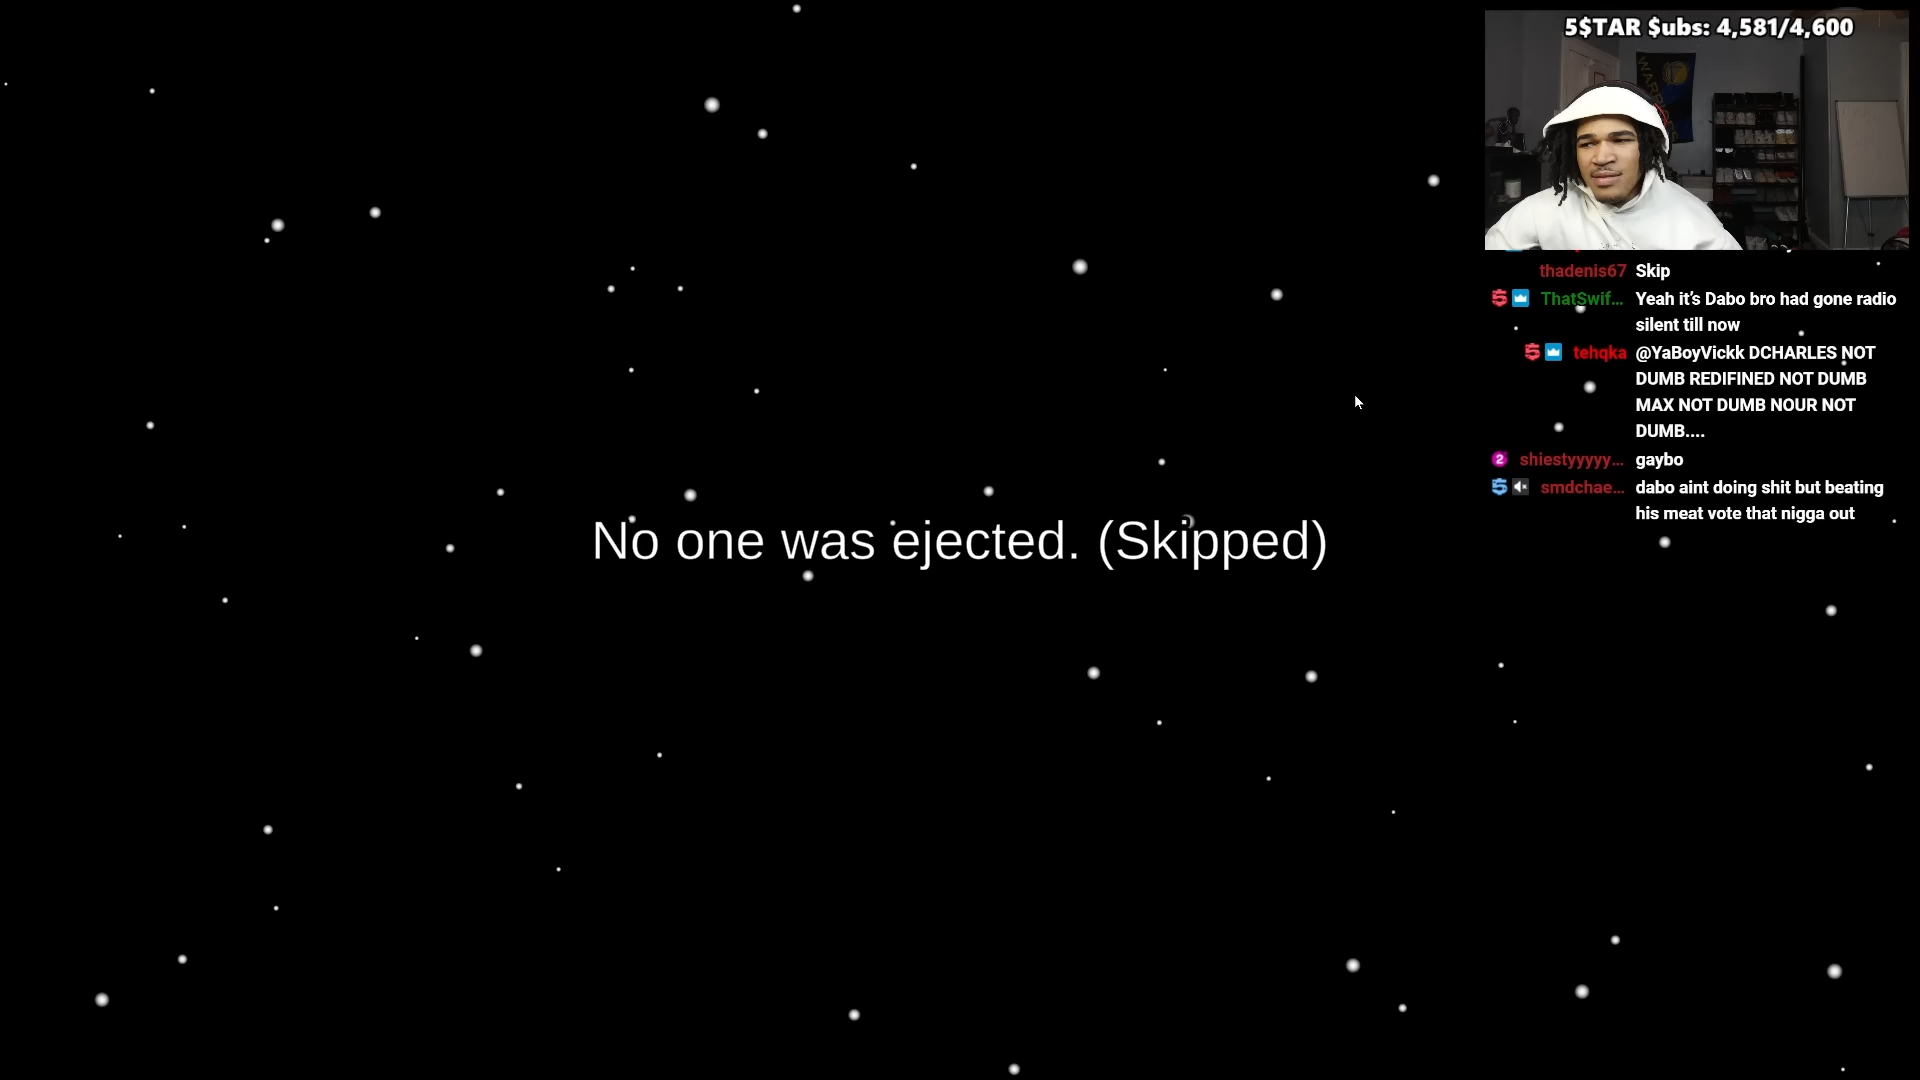 5$TAR $ubs: 4,581/4,600
WARR
thadenis67 Skip
ThatSwif... Yeah it’s Dabo bro had gone radio
silent till now
tehqka @YaBoyVickk DCHARLES NOT
DUMB REDIFINED NOT DUMB
MAX NOT DUMB NOUR NOT
DUMB....
2 shiestyyyyy... gaybo
smdchae... dabo aint doing shit but beating
his meat vote that nigga out
No one was ejected. (Skipped)